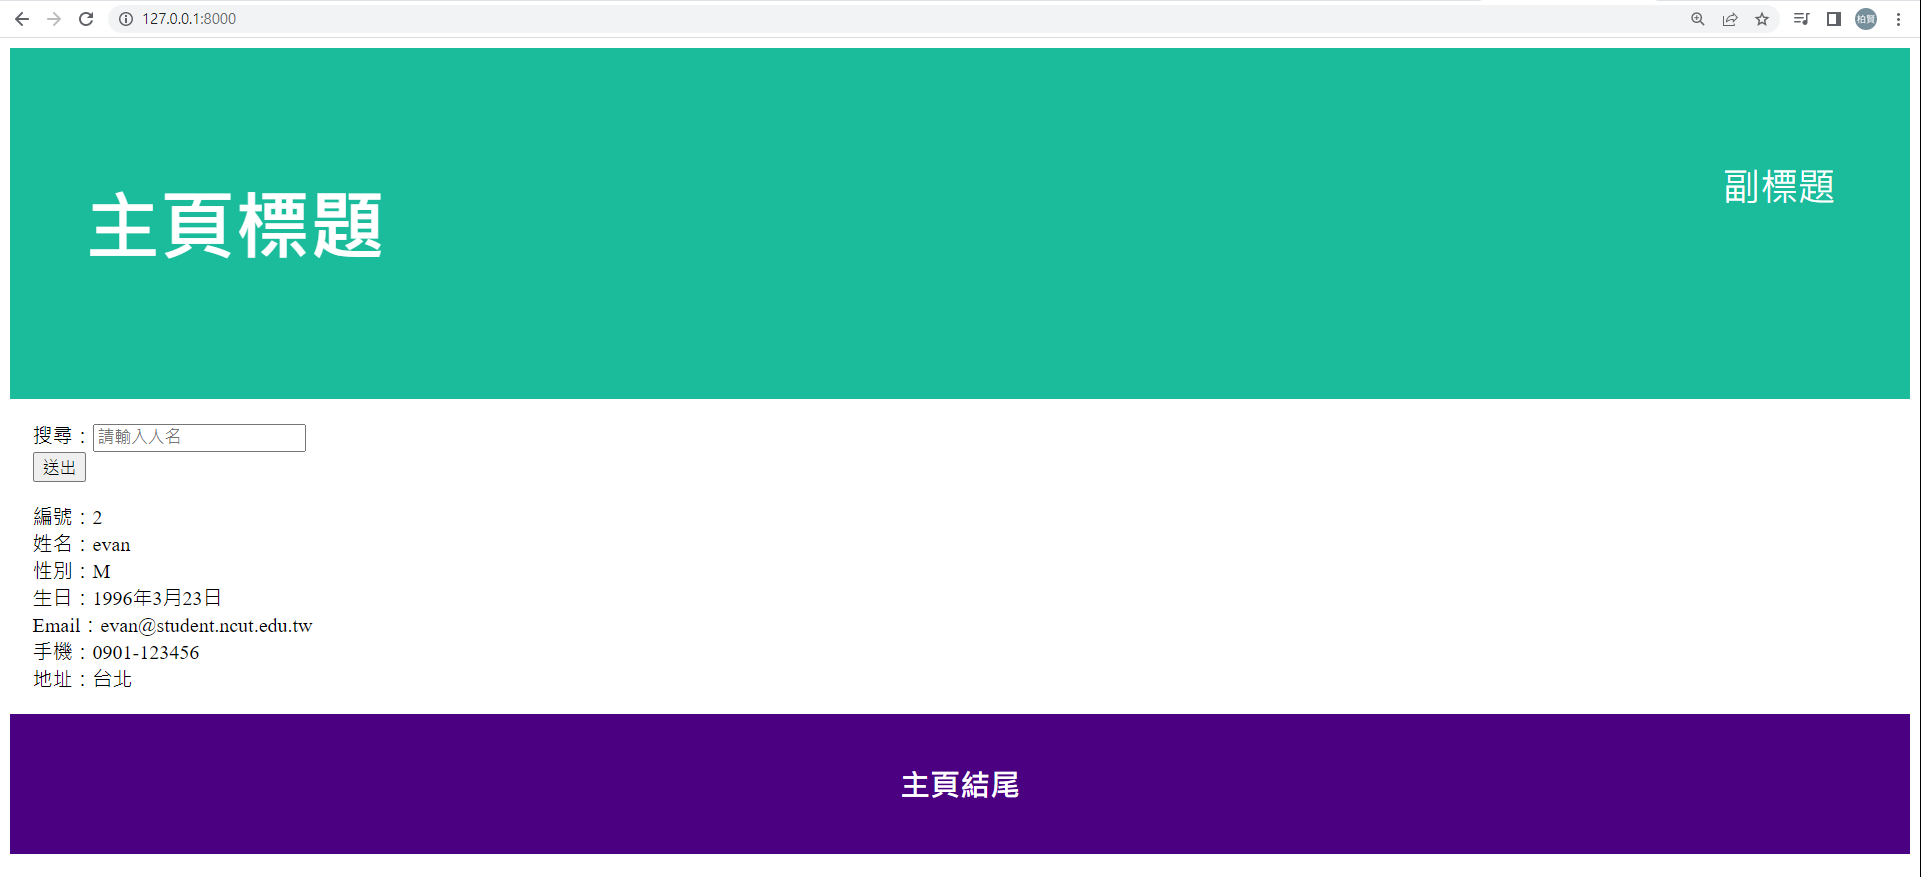 127.0.0.1:8000
柏賢
主頁標題
副標題
搜尋：請輸入人名
送出
編號：2
姓名：evan
性別：M
生日：1996年3月23日
Email：evan@student.ncut.edu.tw
手機：0901-123456
地址：台北
主頁結尾